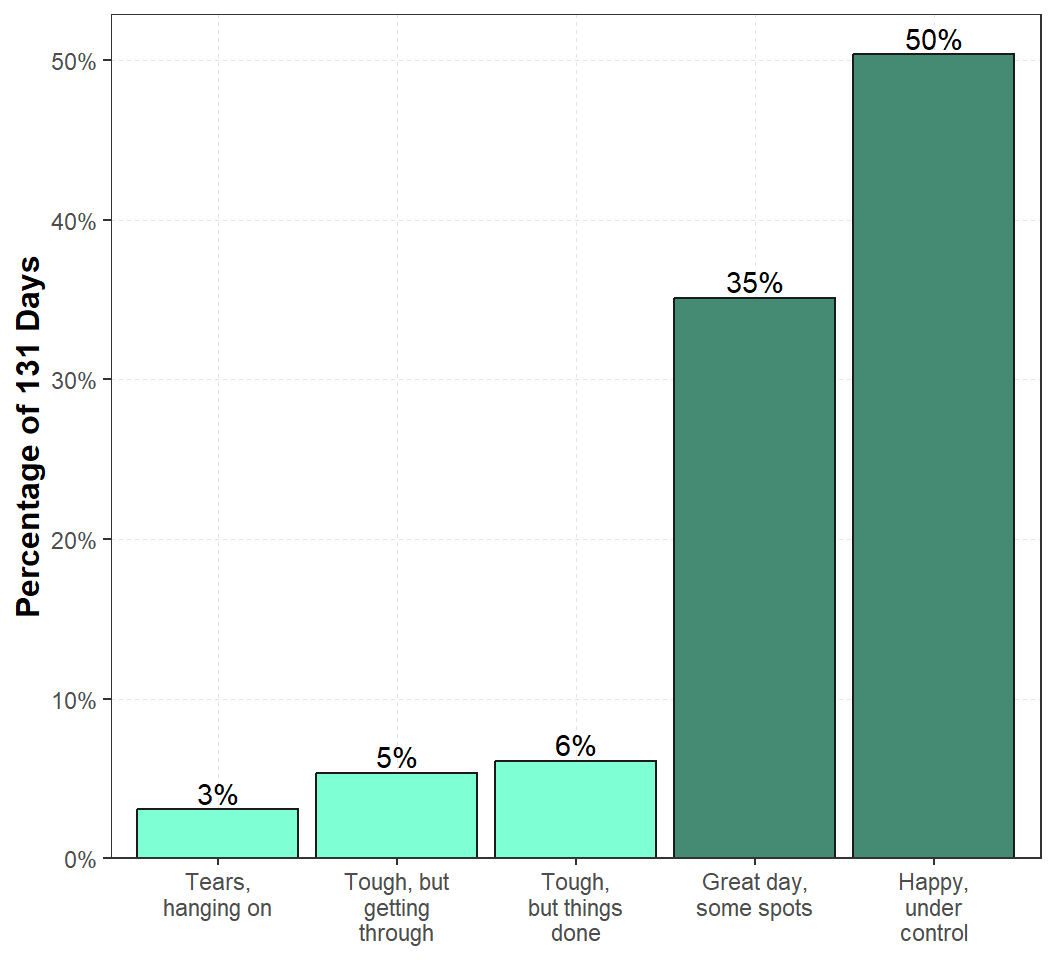 Percentage of 131 Days
50%
40%
30%
20%
10%
0%
3%
5%
6%
35%
50%
Tears,
hanging on
Tough, but
getting
through
Tough,
but things
done
Great day,
some spots
Happy,
under
control